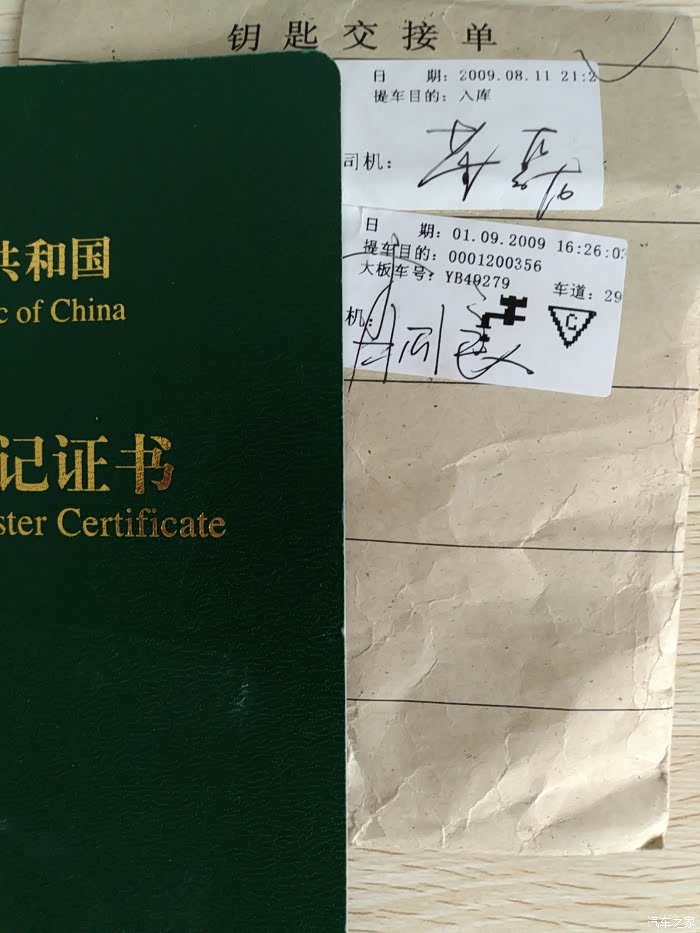 钥匙交接单
日 期: 2009.08.11 21:2
提车目的: 入库
司机:
日 期: 01.09.2009 16:26:03
提车目的: 0001200356
大板车号: YB49279
车道: 29
机:
C
共和国
c of China
记证书
ster Certificate
汽车之家